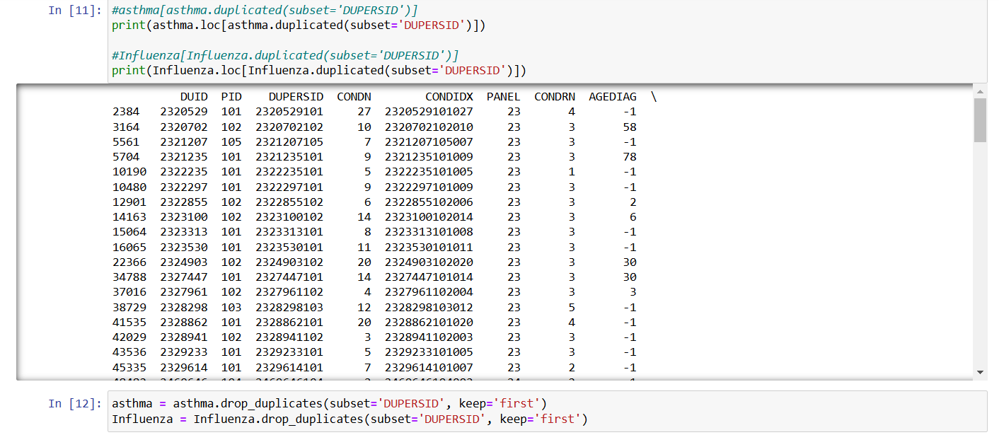 In [11]: #asthma[asthma.duplicated(subset='DUPERSID')]
print(asthma.loc[asthma.duplicated(subset='DUPERSID')])
#Influenza[Influenza.duplicated(subset='DUPERSID')]
print(Influenza.loc[Influenza.duplicated(subset='DUPERSID')])
DUID PID DUPERSID CONDN CONDIDX PANEL CONDRN AGEDIAG \
2384 2320529 101 2320529101 27 2320529101027 23 4 -1
3164 2320702 102 2320702102 10 2320702102010 23 3 58
5561 2321207 105 2321207105 7 2321207105007 23 3 -1
5704 2321235 101 2321235101 9 2321235101009 23 3 78
10190 2322235 101 2322235101 5 2322235101005 23 1 -1
10480 2322297 101 2322297101 9 2322297101009 23 3 -1
12901 2322855 102 2322855102 6 2322855102006 23 3 2
14163 2323100 102 2323100102 14 2323100102014 23 3 6
15064 2323313 101 2323313101 8 2323313101008 23 3 -1
16065 2323530 101 2323530101 11 2323530101011 23 3 -1
22366 2324903 102 2324903102 20 2324903102020 23 3 30
34788 2327447 101 2327447101 14 2327447101014 23 3 30
37016 2327961 102 2327961102 4 2327961102004 23 3 3
38729 2328298 103 2328298103 12 2328298103012 23 5 -1
41535 2328862 101 2328862101 20 2328862101020 23 4 -1
42029 2328941 102 2328941102 3 2328941102003 23 3 -1
43536 2329233 101 2329233101 5 2329233101005 23 3 -1
45335 2329614 101 2329614101 7 2329614101007 23 2 -1
In [12]: asthma = asthma.drop_duplicates(subset='DUPERSID', keep='first')
Influenza = Influenza.drop_duplicates(subset='DUPERSID', keep='first')